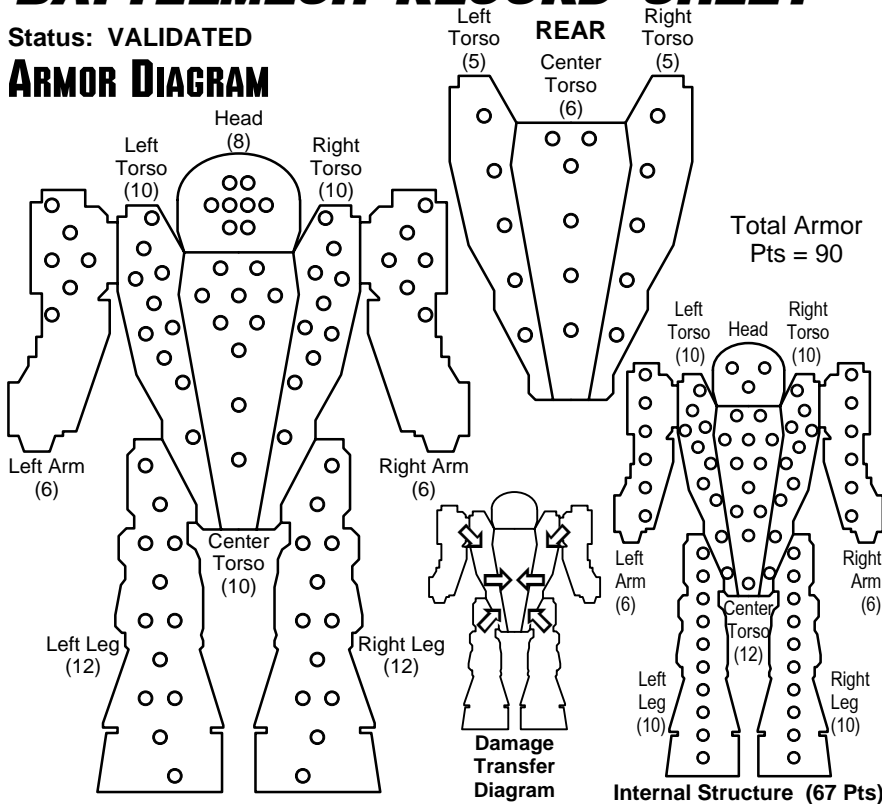 BATTLEMECH RECORD SHEET
Status: VALIDATED
ARMOR DIAGRAM
Head
(8)
Left
Torso
(10)
Right
Torso
(10)
Left Arm
(6)
Right Arm
(6)
Center
Torso
(10)
Left Leg
(12)
Right Leg
(12)
REAR
Left
Torso
(5)
Center
Torso
(6)
Right
Torso
(5)
Total Armor
Pts = 90
Damage
Transfer
Diagram
Left
Torso
(10)
Head
Right
Torso
(10)
Left
Arm
(6)
Right
Arm
(6)
Center
Torso
(12)
Left
Leg
(10)
Right
Leg
(10)
Internal Structure (67 Pts)